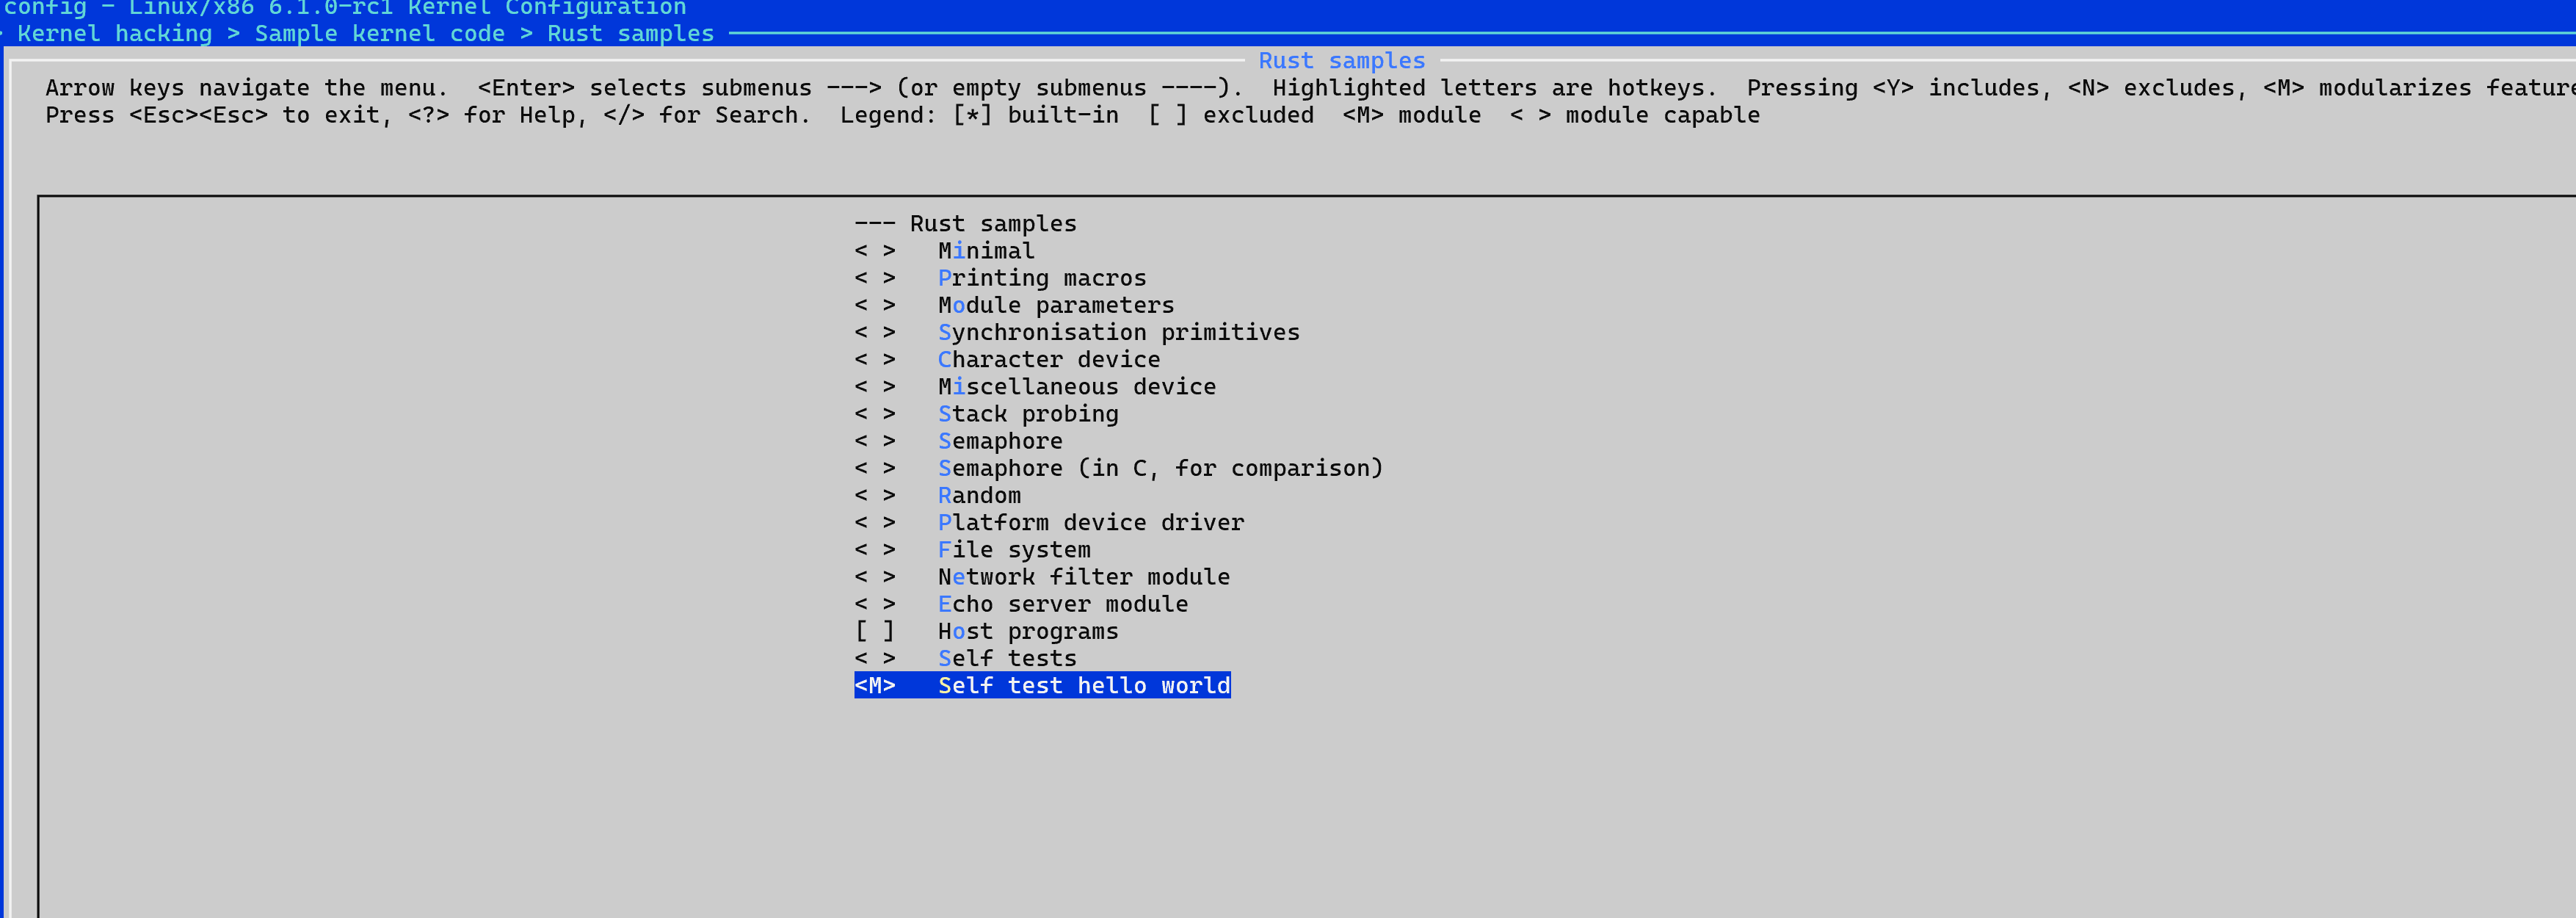 config - Linux/x86 6.1.0-rc1 Kernel Configuration
> Kernel hacking > Sample kernel code > Rust samples
Rust samples
Arrow keys navigate the menu.  <Enter> selects submenus ---> (or empty submenus ----).  Highlighted letters are hotkeys.  Pressing <Y> includes, <N> excludes, <M> modularizes feature
Press <Esc><Esc> to exit, <?> for Help, </> for Search.  Legend: [*] built-in  [ ] excluded  <M> module  < > module capable
--- Rust samples
< >   Minimal
< >   Printing macros
< >   Module parameters
< >   Synchronisation primitives
< >   Character device
< >   Miscellaneous device
< >   Stack probing
< >   Semaphore
< >   Semaphore (in C, for comparison)
< >   Random
< >   Platform device driver
< >   File system
< >   Network filter module
< >   Echo server module
[ ]   Host programs
< >   Self tests
<M>   Self test hello world